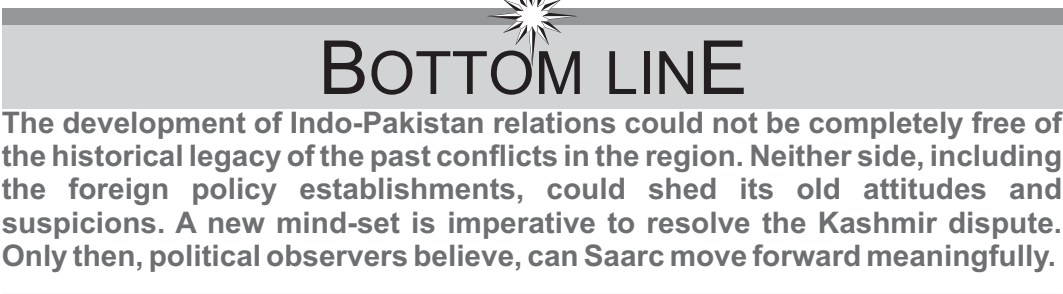 BOTTOM LINE
The development of Indo-Pakistan relations could not be completely free of
the historical legacy of the past conflicts in the region. Neither side, including
the foreign policy establishments, could shed its old attitudes and
suspicions. A new mind-set is imperative to resolve the Kashmir dispute.
Only then, political observers believe, can Saarc move forward meaningfully.